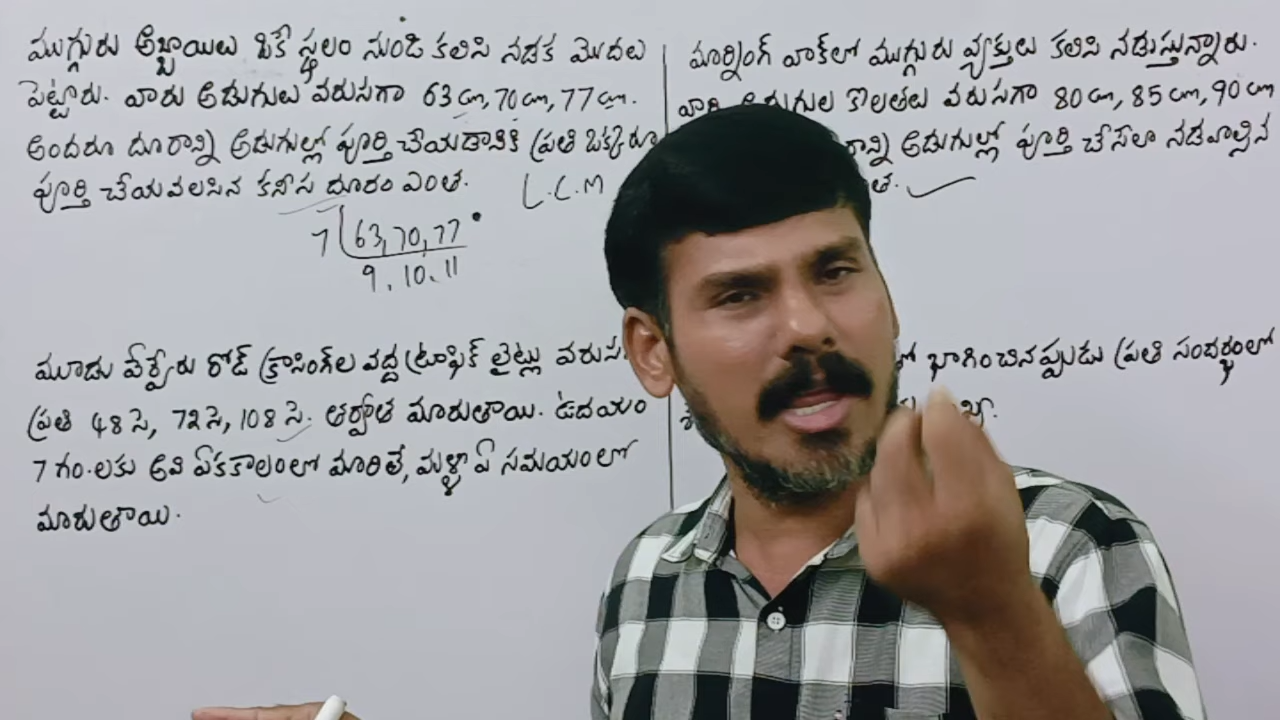 ముగ్గురు అబ్బాయిలు ఒకే స్థలం నుండి కలిసి నడక మొదలు
పెట్టారు. వారు అడుగులు వరుసగా 63 cm, 70 cm, 77 cm.
అందరూ దూరాన్ని అడుగుల్లో పూర్తి చేయడానికి ప్రతి ఒక్కరూ
పూర్తి చేయవలసిన కనీస దూరం ఎంత.
L.C.M
7 63, 70, 77
9, 10, 11
మూడు వేర్వేరు రోడ్ క్రాసింగ్‌ల వద్ద ట్రాఫిక్ లైట్లు
ప్రతి 48 సె, 72 సె, 108 సె. తర్వాత మారుతాయి. ఉదయం
7 గం.లకు అవి ఏకకాలంలో మారితే, మళ్ళా ఏ సమయంలో
మారుతాయి.
మార్నింగ్ వాక్‌లో ముగ్గురు వ్యక్తులు కలిసి నడుస్తున్నారు.
వారి అడుగుల కొలతలు వరుసగా 80 cm, 85 cm, 90 cm
అడుగుల్లో పూర్తి చేసేలా నడవాల్సిన
భాగించినప్పుడు ప్రతి సందర్భంలో